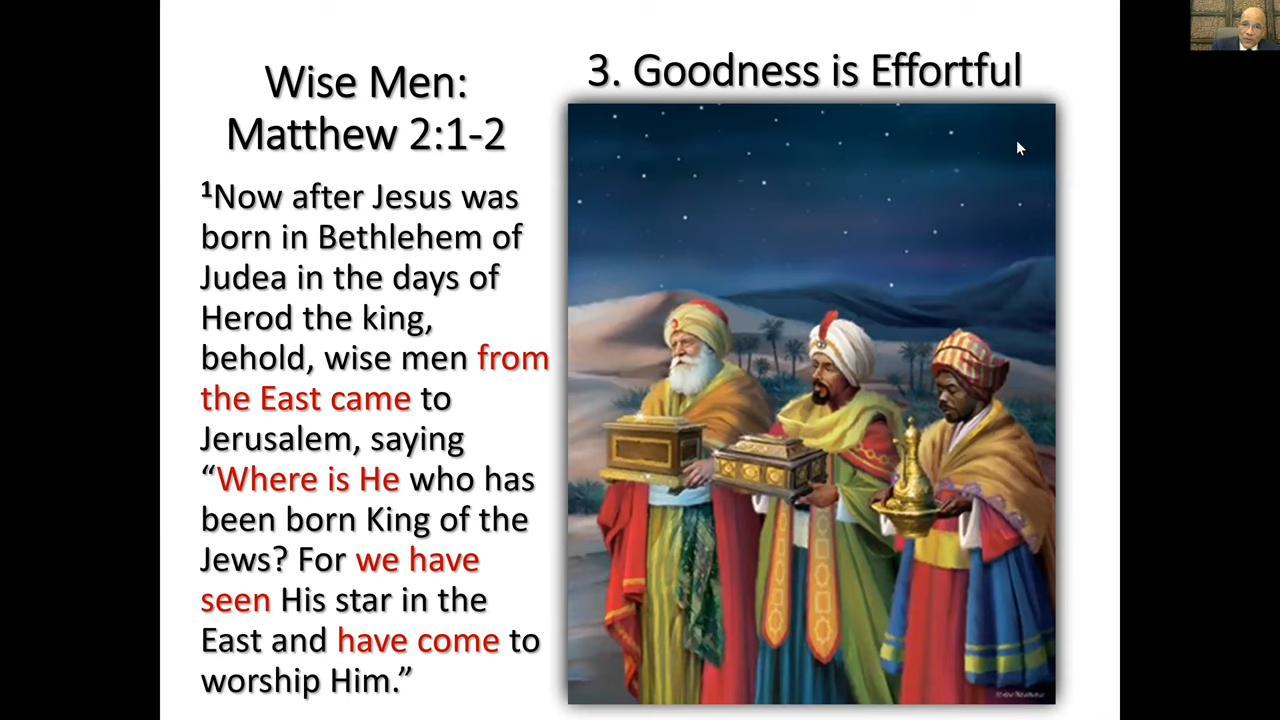 Wise Men:
Matthew 2:1-2
3. Goodness is Effortful
1Now after Jesus was
born in Bethlehem of
Judea in the days of
Herod the king,
behold, wise men from
the East came to
Jerusalem, saying
“Where is He who has
been born King of the
Jews? For we have
seen His star in the
East and have come to
worship Him.”